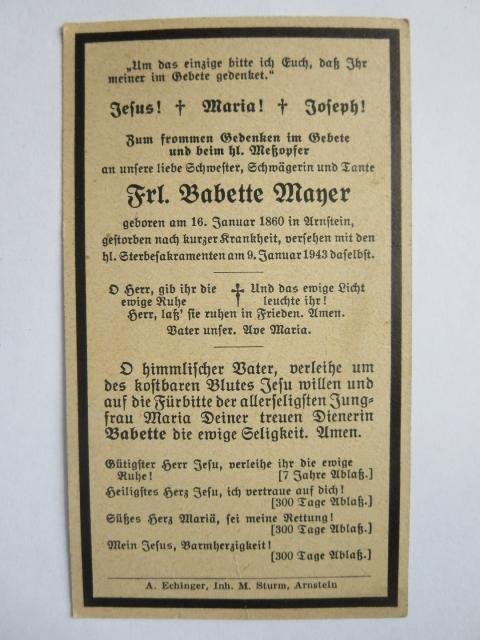 „Um das einzige bitte ich Euch, daß Ihr
meiner im Gebete gedenket.“
Jesus! † Maria! † Joseph!
Zum frommen Gedenken im Gebete
und beim hl. Meßopfer
an unsere liebe Schwester, Schwägerin und Tante
Frl. Babette Mayer
geboren am 16. Januar 1860 in Arnstein,
gestorben nach kurzer Krankheit, versehen mit den
hl. Sterbesakramenten am 9. Januar 1943 daselbst.
O Herr, gib ihr die ewige Ruhe † Und das ewige Licht leuchte ihr!
Herr, laß' sie ruhen in Frieden. Amen.
Vater unser. Ave Maria.
O himmlischer Vater, verleihe um
des kostbaren Blutes Jesu willen und
auf die Fürbitte der allerseligsten Jung-
frau Maria Deiner treuen Dienerin
Babette die ewige Seligkeit. Amen.
Gütigster Herr Jesu, verleihe ihr die ewige
Ruhe! [7 Jahre Ablaß.]
Heiligstes Herz Jesu, ich vertraue auf dich!
[300 Tage Ablaß.]
Süßes Herz Mariä, sei meine Rettung!
[300 Tage Ablaß.]
Mein Jesus, Barmherzigkeit!
[300 Tage Ablaß.]
A. Echinger, Inh. M. Sturm, Arnstein